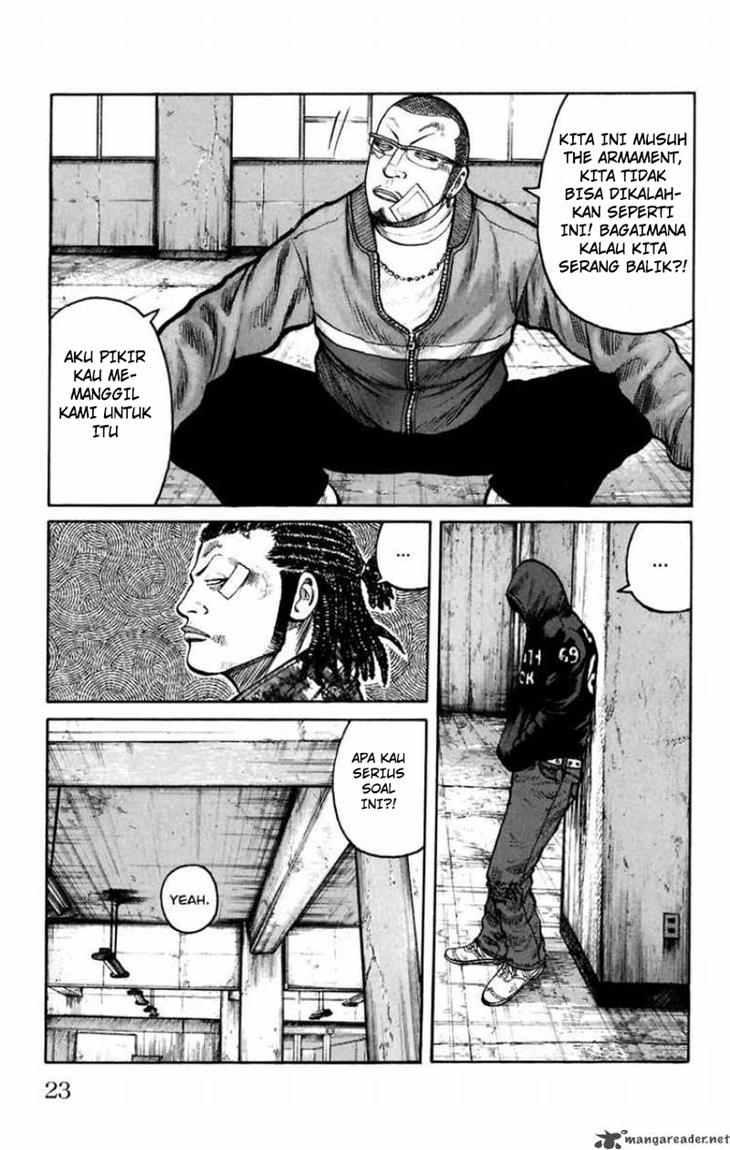 KITA INI MUSUH
THE ARMAMENT,
KITA TIDAK
BISA DIKALAH-
KAN SEPERTI
INI! BAGAIMANA
KALAU KITA
SERANG BALIK?!
AKU PIKIR
KAU ME-
MANGGIL
KAMI UNTUK
ITU
...
...
69
APA KAU
SERIUS
SOAL
INI?!
YEAH.
23
mangareader.net